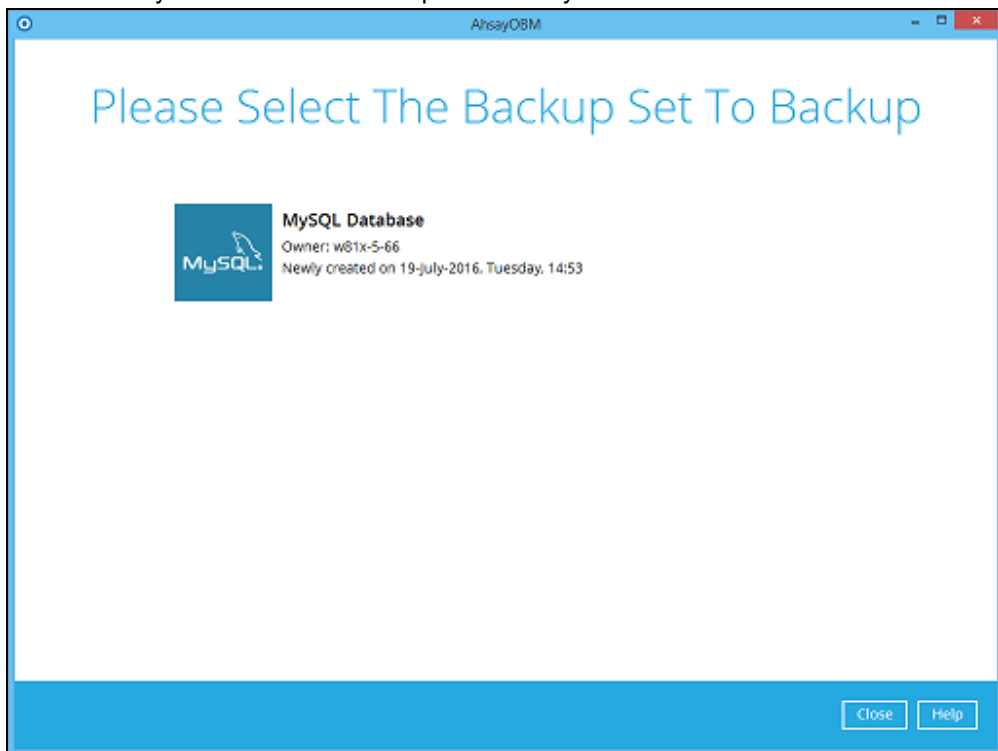 AhsayOBM
Please Select The Backup Set To Backup
MySQL Database
MySQL.
Owner: w81x-5-66
Newly created on 19-July-2016, Tuesday, 14:53
Close Help